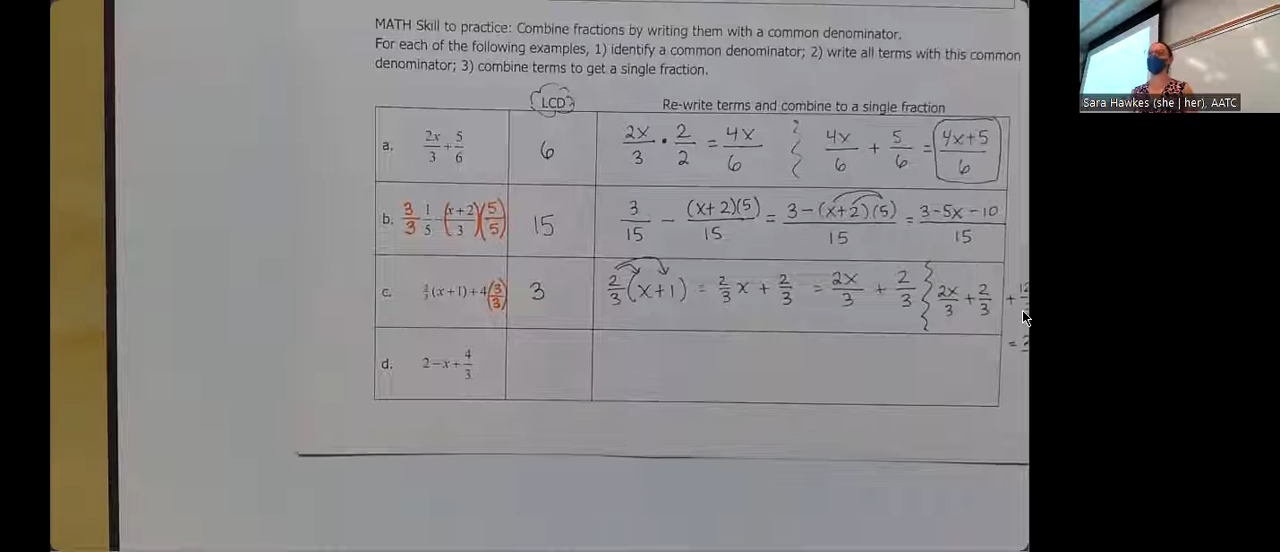 MATH Skill to practice: Combine fractions by writing them with a common denominator.
For each of the following examples, 1) identify a common denominator; 2) write all terms with this common
denominator; 3) combine terms to get a single fraction.
LCD Re-write terms and combine to a single fraction
a. 2x/3 + 5/6 6 2x/3 · 2/2 = 4x/6 4x/6 + 5/6 = 4x+5/6
b. 3/3 1/5 - (x+2/3)(5/5) 15 3/15 - (x+2)(5)/15 = 3-(x+2)(5)/15 = 3-5x-10/15
c. 2/3(x+1)+4(3/3) 3 2/3(x+1) = 2/3x + 2/3 = 2x/3 + 2/3 2x/3 + 2/3 +
=
d. 2-x+4/3
Sara Hawkes (she | her), AATC